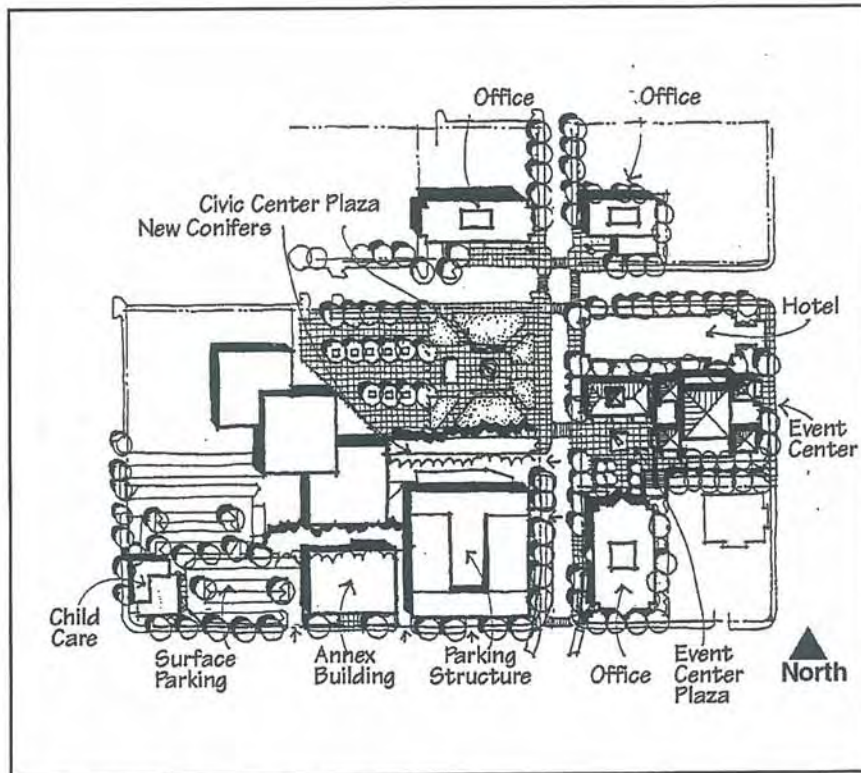 Office
Office
Civic Center Plaza
New Conifers
Hotel
Event
Center
Child
Care
Surface
Parking
Annex
Building
Parking
Structure
Office
Event
Center
Plaza
North